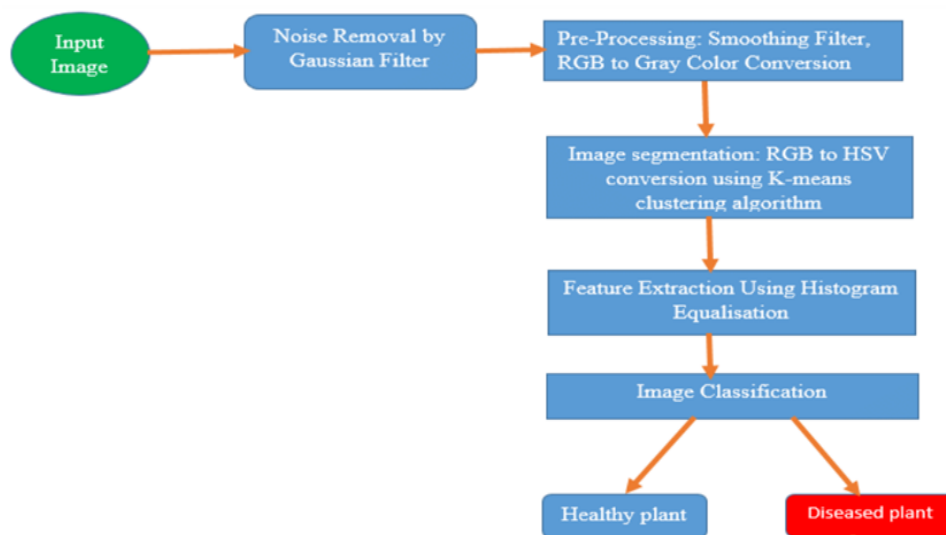 Input
Image
Noise Removal by
Gaussian Filter
Pre-Processing: Smoothing Filter,
RGB to Gray Color Conversion
Image segmentation: RGB to HSV
conversion using K-means
clustering algorithm
Feature Extraction Using Histogram
Equalisation
Image Classification
Healthy plant
Diseased plant